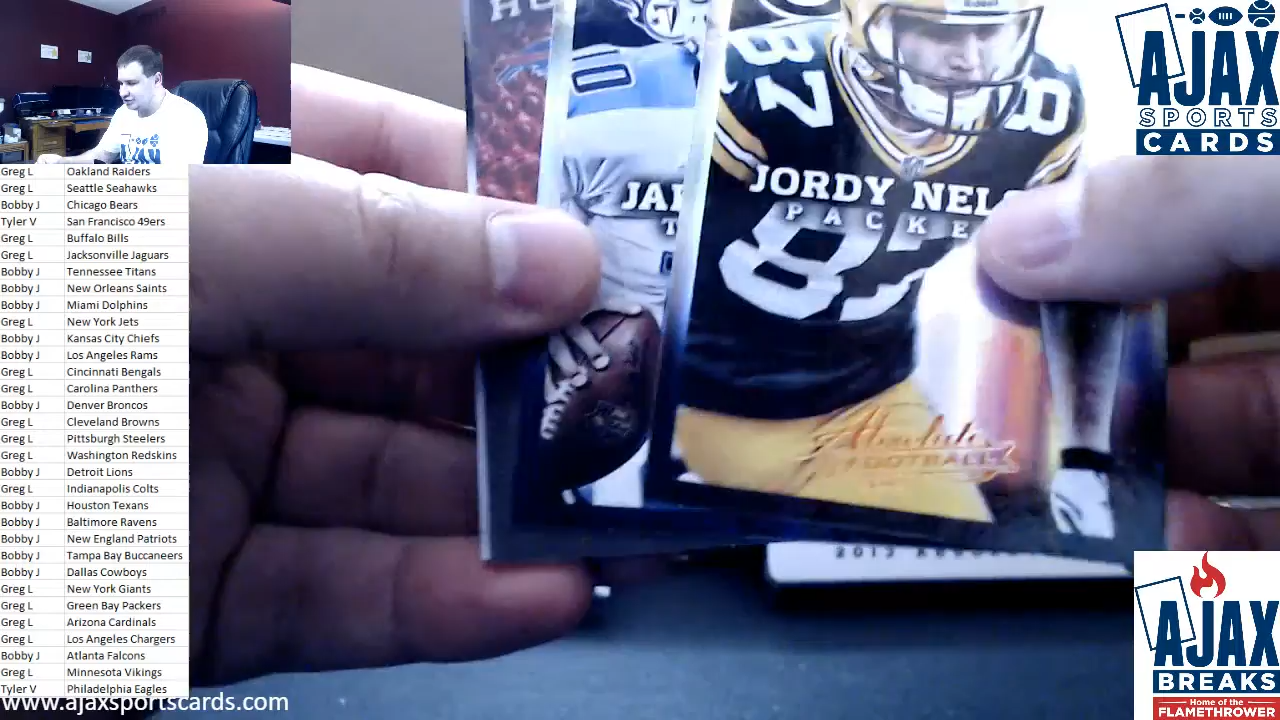 Greg L Oakland Raiders
Greg L Seattle Seahawks
Bobby J Chicago Bears
Tyler V San Francisco 49ers
Greg L Buffalo Bills
Greg L Jacksonville Jaguars
Bobby J Tennessee Titans
Bobby J New Orleans Saints
Bobby J Miami Dolphins
Greg L New York Jets
Bobby J Kansas City Chiefs
Bobby J Los Angeles Rams
Greg L Cincinnati Bengals
Greg L Carolina Panthers
Bobby J Denver Broncos
Greg L Cleveland Browns
Greg L Pittsburgh Steelers
Greg L Washington Redskins
Bobby J Detroit Lions
Greg L Indianapolis Colts
Bobby J Houston Texans
Bobby J Baltimore Ravens
Bobby J New England Patriots
Bobby J Tampa Bay Buccaneers
Bobby J Dallas Cowboys
Greg L New York Giants
Greg L Green Bay Packers
Greg L Arizona Cardinals
Greg L Los Angeles Chargers
Bobby J Atlanta Falcons
Greg L Minnesota Vikings
Tyler V Philadelphia Eagles
www.ajaxsportscards.com
Riddell
87
8
JORDY NELS
PACKE
87
Absolute
FOOTBALL
10
JA
T
AJAX
SPORTS
CARDS
AJAX
BREAKS
Home of the
FLAMETHROWER